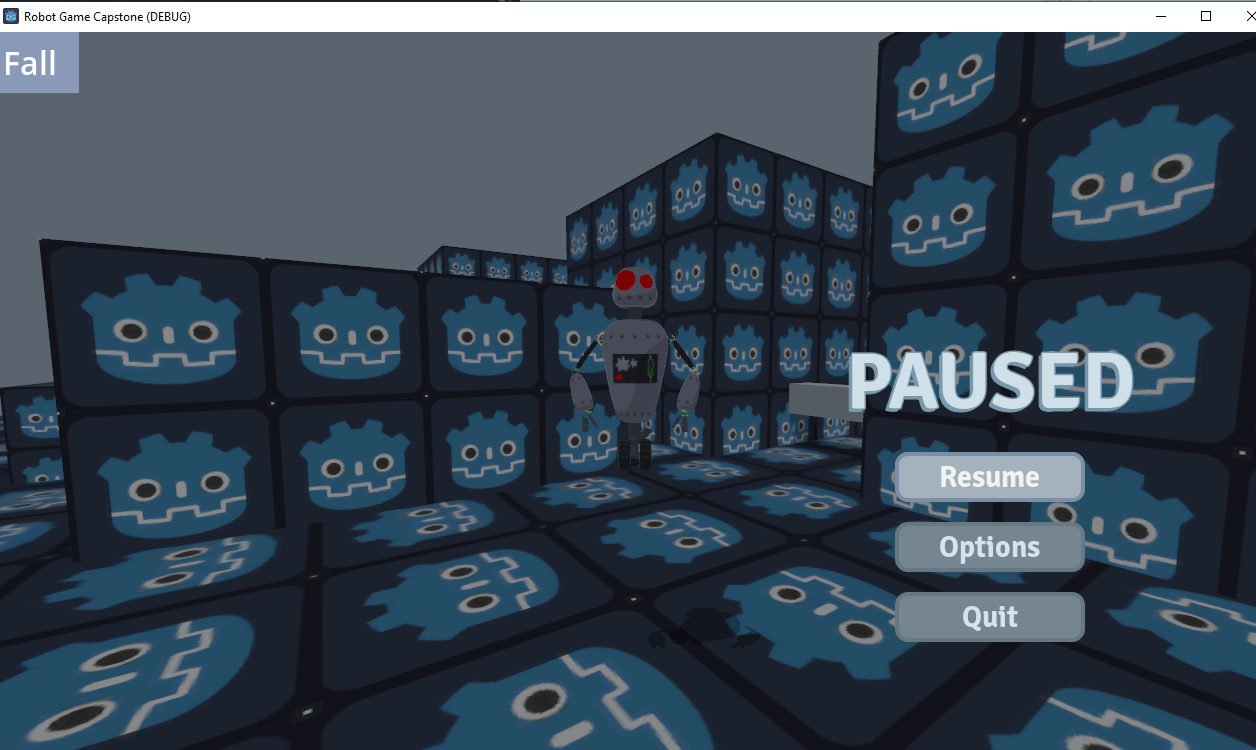 Robot Game Capstone (DEBUG)
Fall
PAUSED
Resume
Options
Quit